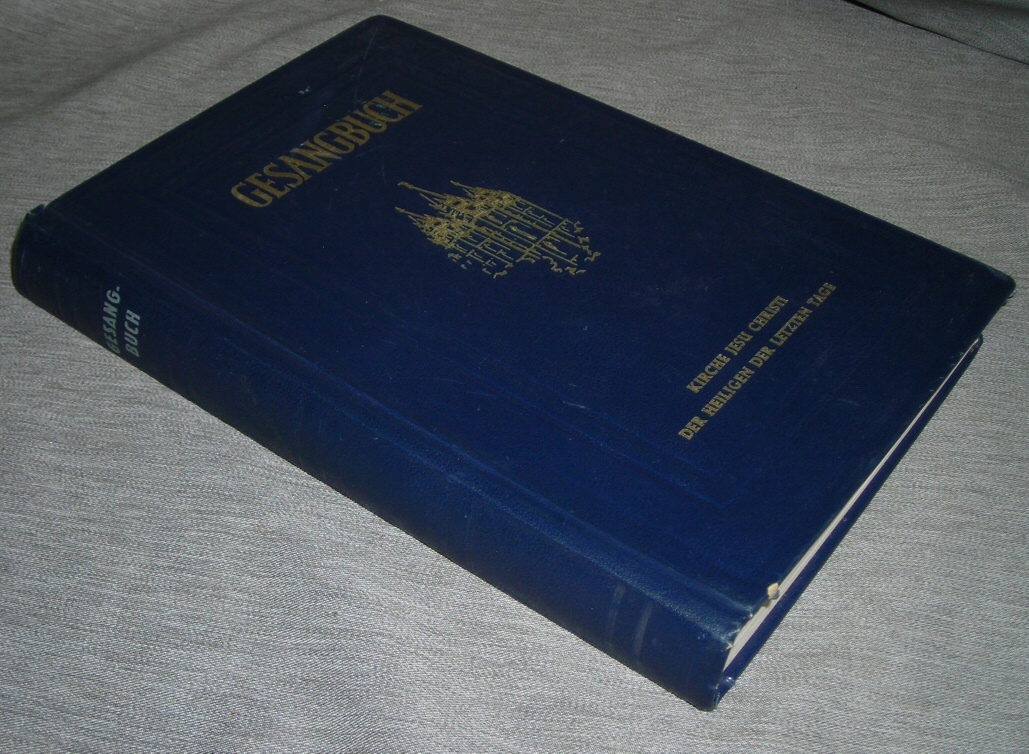 GESANGBUCH
KIRCHE JESU CHRISTI
DER HEILIGEN DER LETZTEN TAGE
GESANG-
BUCH